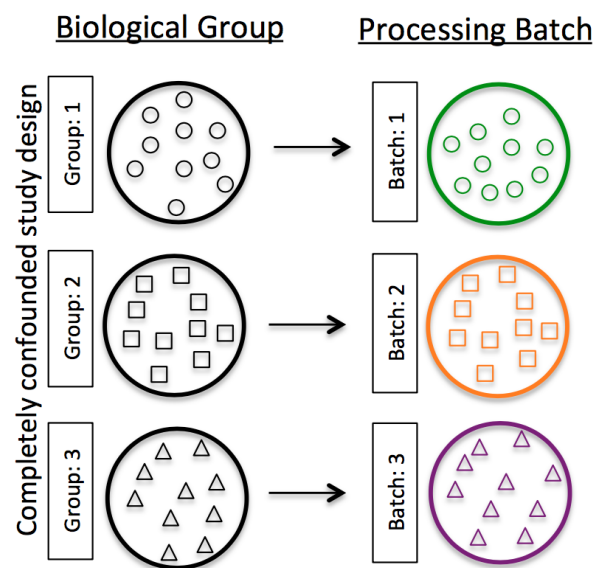 Biological Group
Processing Batch
Completely confounded study design
Group: 1
Batch: 1
Group: 2
Batch: 2
Group: 3
Batch: 3